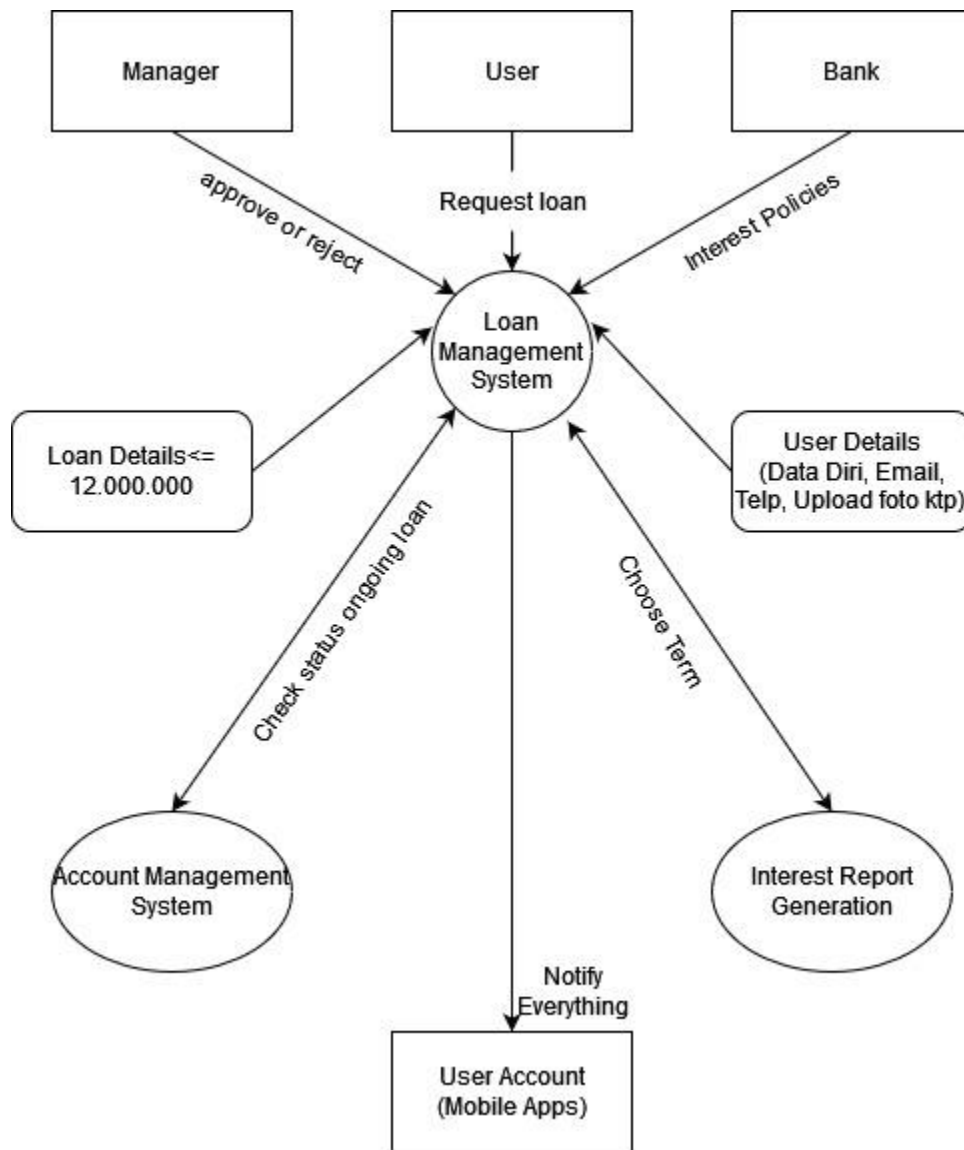 Manager
User
Bank
approve or reject
Request loan
Interest Policies
Loan
Management
System
Loan Details<=
12.000.000
User Details
(Data Diri, Email,
Telp, Upload foto ktp)
Check status ongoing loan
Choose Term
Account Management
System
Interest Report
Generation
Notify
Everything
User Account
(Mobile Apps)